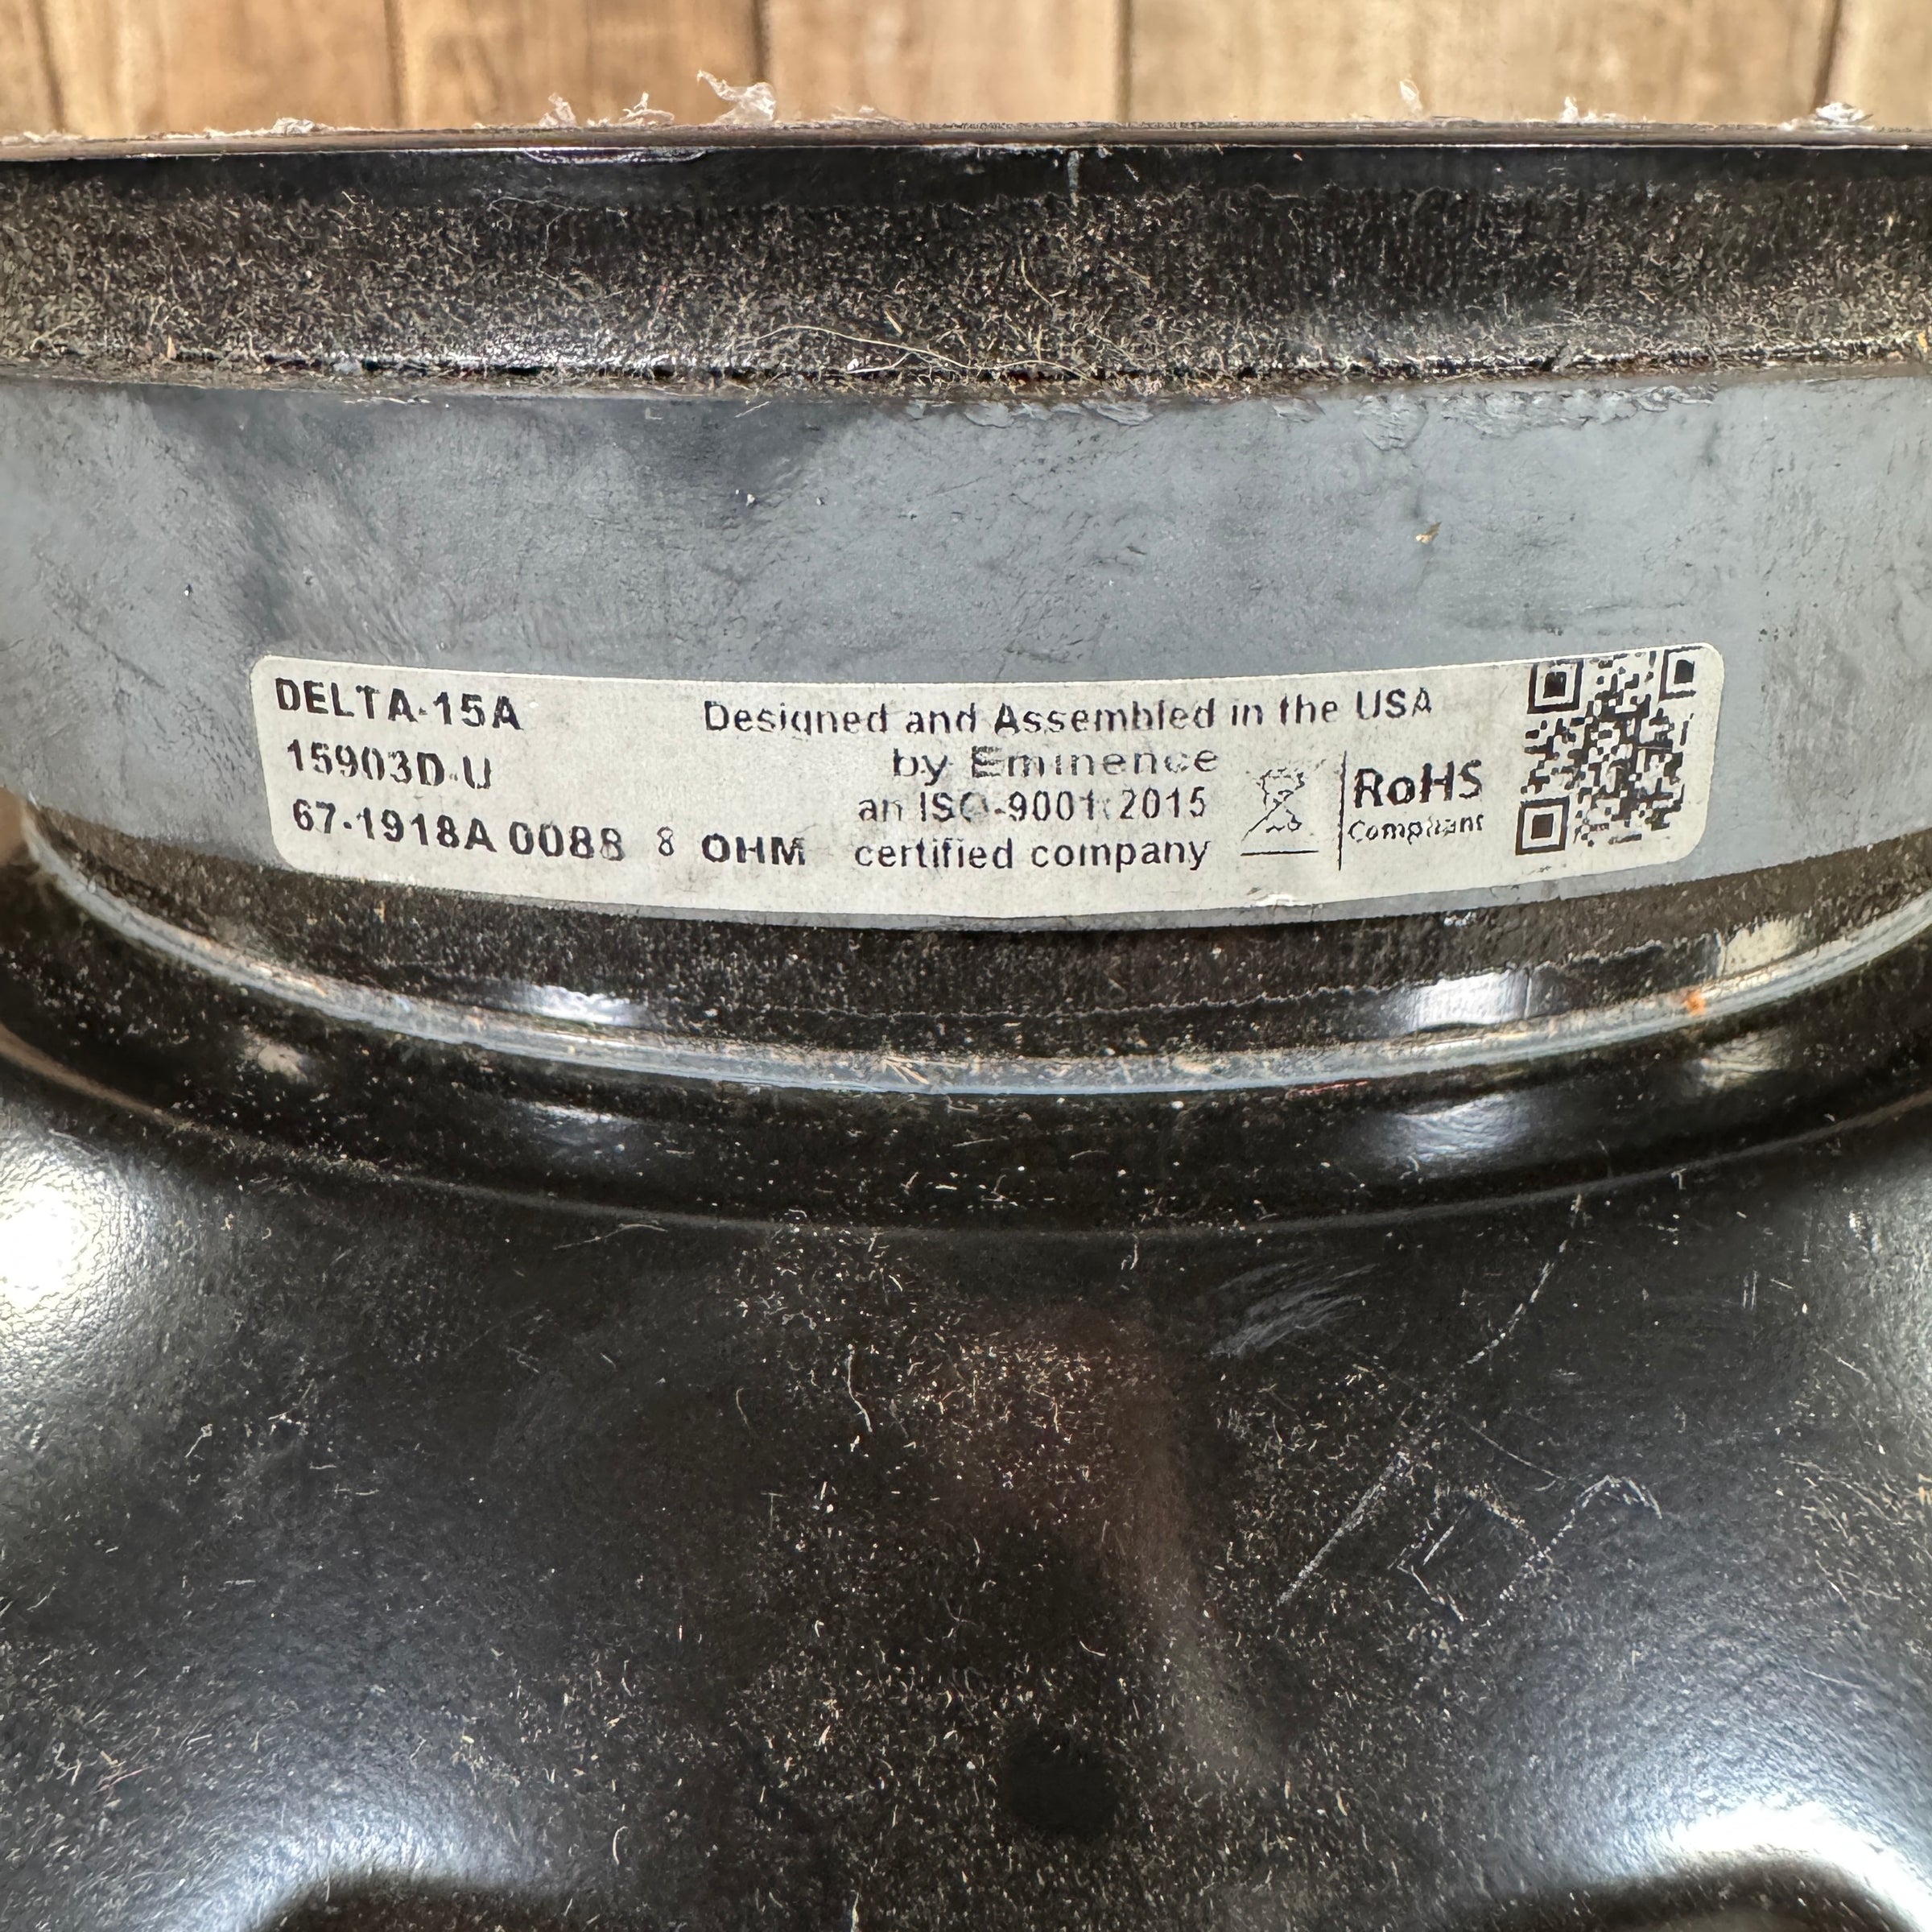 DELTA-15A
15903D-U
67-1918A 0088 8 OHM
Designed and Assembled in the USA
by Eminence
an ISO-9001:2015
certified company
RoHS
Compliant